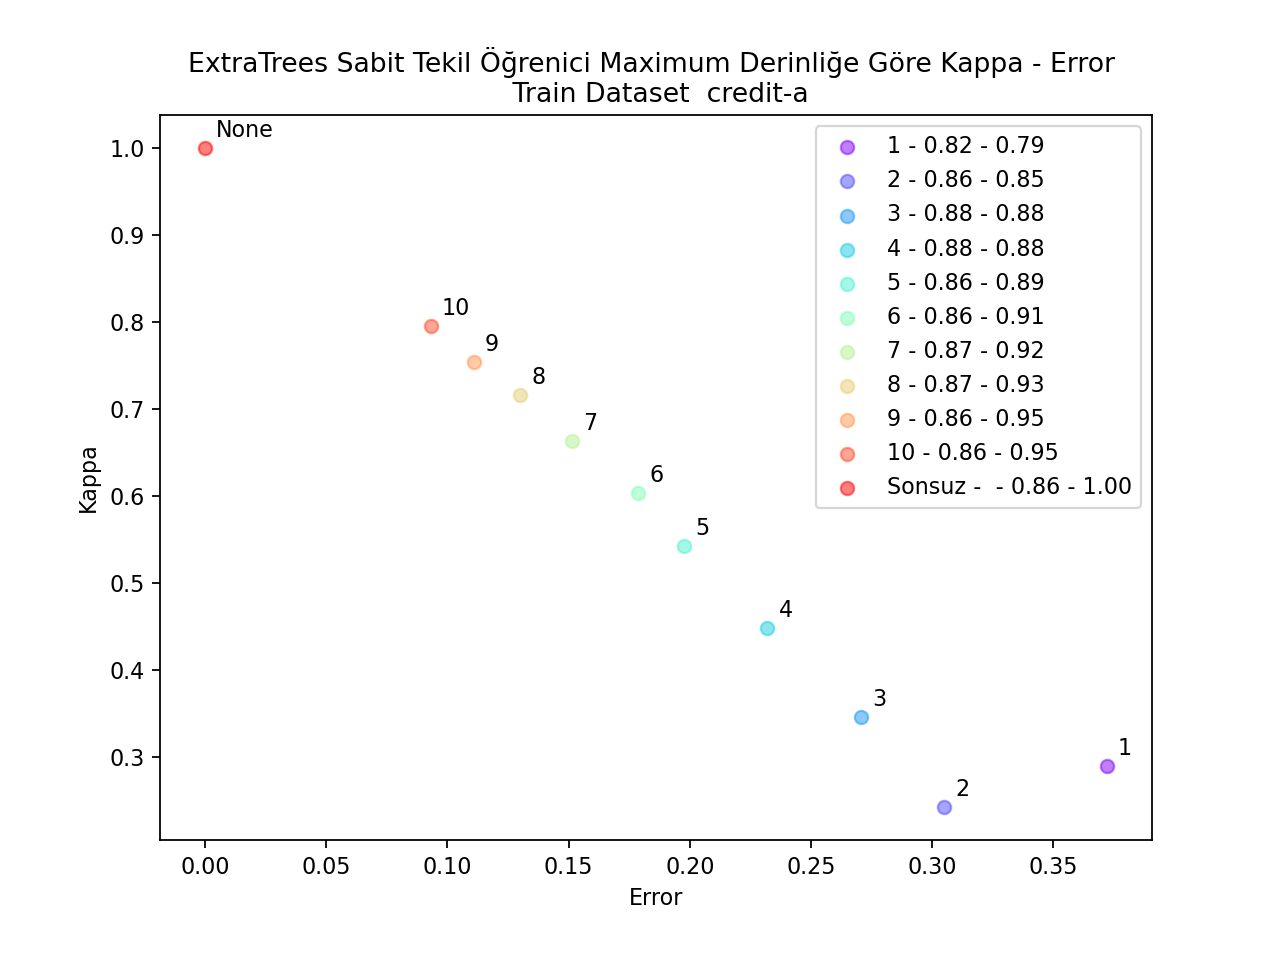 ExtraTrees Sabit Tekil Öğrenici Maximum Derinliğe Göre Kappa - Error
Train Dataset  credit-a
None
1.0
0.9
0.8
0.7
0.6
0.5
0.4
0.3
Kappa
10
9
8
7
6
5
4
3
2
1
1 - 0.82 - 0.79
2 - 0.86 - 0.85
3 - 0.88 - 0.88
4 - 0.88 - 0.88
5 - 0.86 - 0.89
6 - 0.86 - 0.91
7 - 0.87 - 0.92
8 - 0.87 - 0.93
9 - 0.86 - 0.95
10 - 0.86 - 0.95
Sonsuz -  - 0.86 - 1.00
0.00 0.05 0.10 0.15 0.20 0.25 0.30 0.35
Error